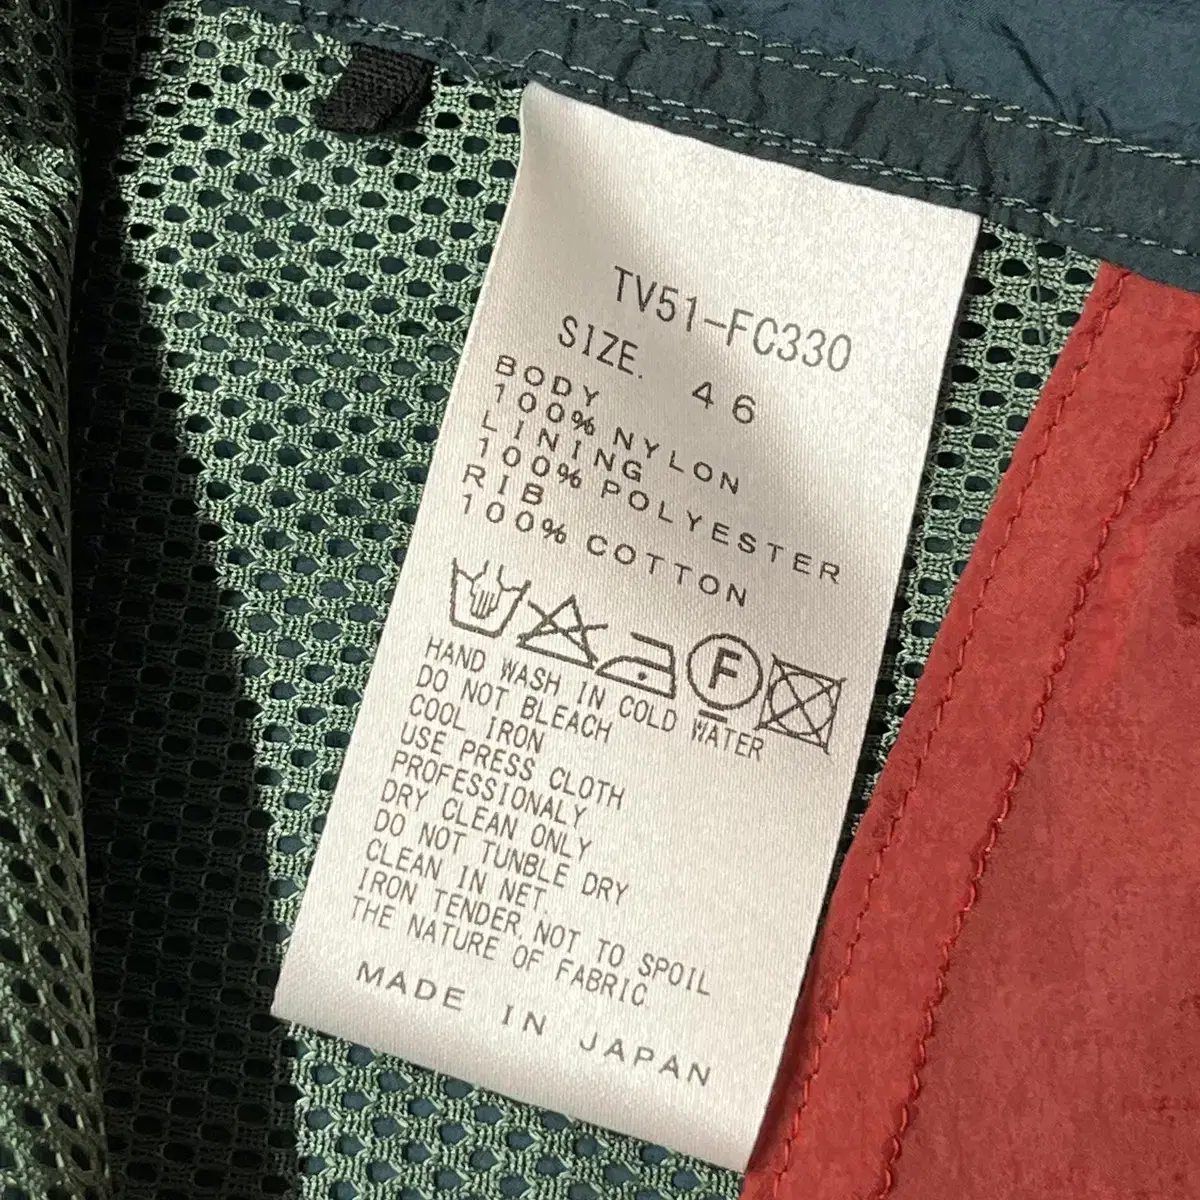 TV51-FC330
SIZE. 46
BODY
100% NYLON
LINING
100% POLYESTER
RIB
100% COTTON
F
HAND WASH IN COLD WATER
DO NOT BLEACH
COOL IRON
USE PRESS CLOTH
PROFESSIONALY
DRY CLEAN ONLY
DO NOT TUNBLE DRY
CLEAN IN NET.
IRON TENDER, NOT TO SPOIL
THE NATURE OF FABRIC.
MADE IN JAPAN